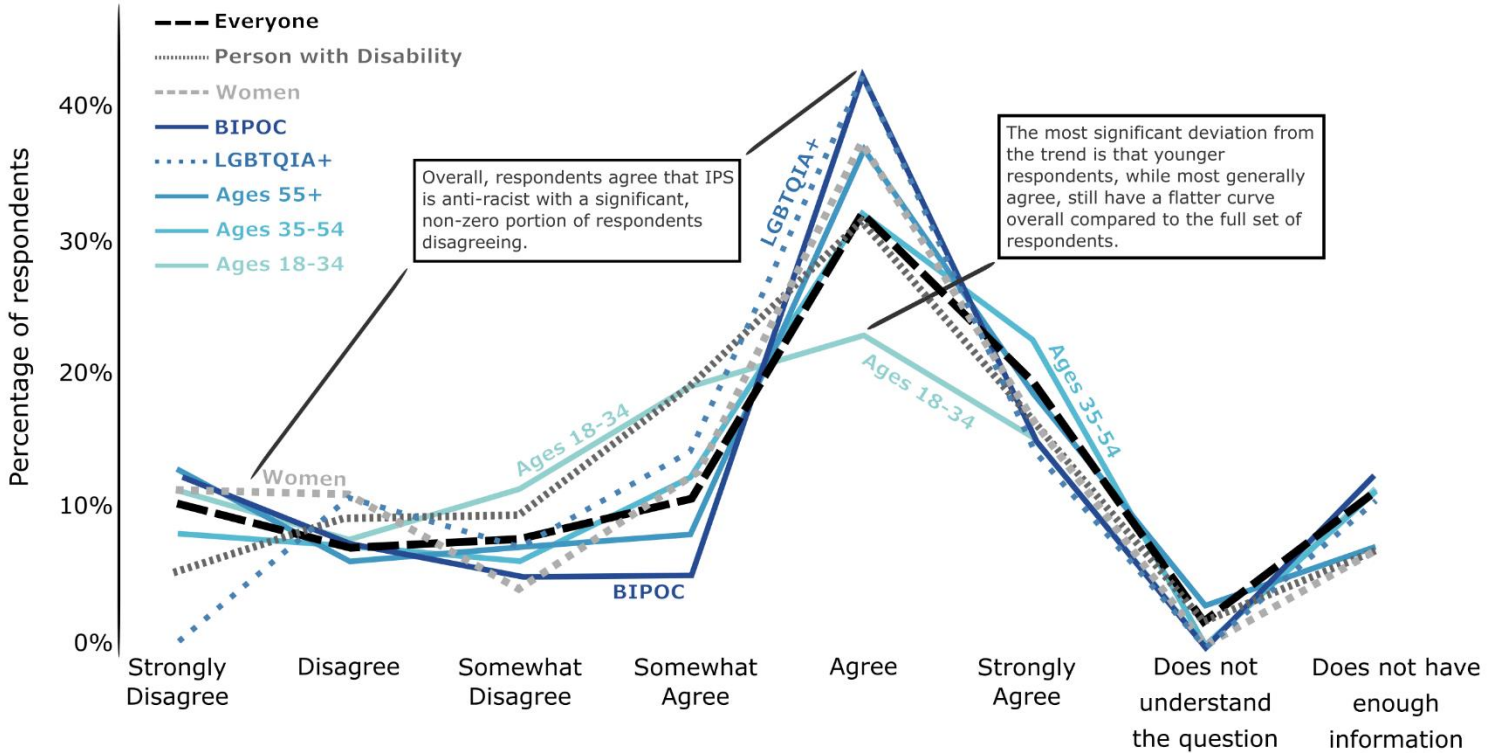 Everyone
Person with Disability
Women
BIPOC
LGBTQIA+
Ages 55+
Ages 35-54
Ages 18-34
Percentage of respondents
40%
30%
20%
10%
0%
Overall, respondents agree that IPS
is anti-racist with a significant,
non-zero portion of respondents
disagreeing.
The most significant deviation from
the trend is that younger
respondents, while most generally
agree, still have a flatter curve
overall compared to the full set of
respondents.
LGBTQIA+
Women
Ages 18-34
BIPOC
Ages 18-34
Ages 35-54
Strongly
Disagree
Disagree
Somewhat
Disagree
Somewhat
Agree
Agree
Strongly
Agree
Does not
understand
the question
Does not have
enough
information